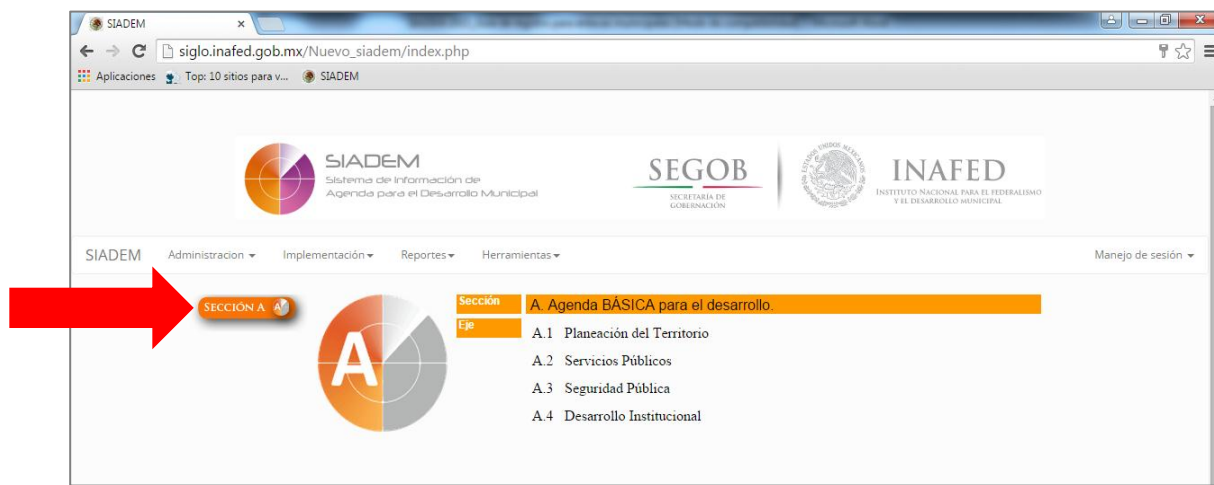 SIADEM
siglo.inafed.gob.mx/Nuevo_siadem/index.php
Aplicaciones Top: 10 sitios para v... SIADEM
SIADEM
Sistema de Información de
Agenda para el Desarrollo Municipal
SEGOB
SECRETARÍA DE
GOBERNACIÓN
ESTADOS UNIDOS MEXICANOS
INAFED
INSTITUTO NACIONAL PARA EL FEDERALISMO
Y EL DESARROLLO MUNICIPAL
SIADEM Administracion Implementación Reportes Herramientas Manejo de sesión
SECCIÓN A A
A
Sección A. Agenda BÁSICA para el desarrollo.
Eje
A.1 Planeación del Territorio
A.2 Servicios Públicos
A.3 Seguridad Pública
A.4 Desarrollo Institucional